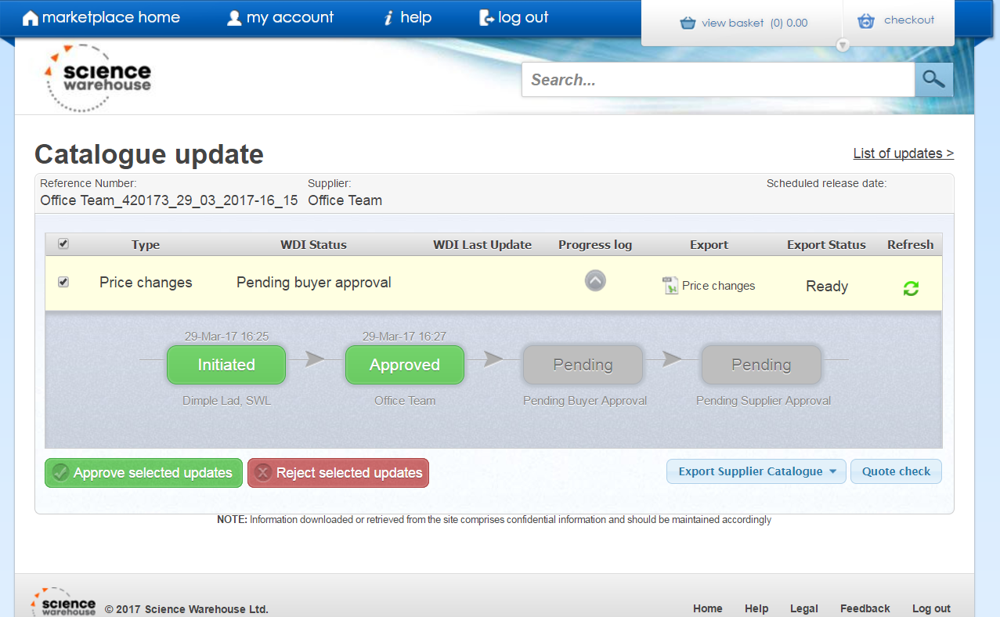 marketplace home my account help log out view basket (0) 0.00 checkout
science
warehouse
Search...
Catalogue update
List of updates >
Reference Number: Supplier: Scheduled release date:
Office Team_420173_29_03_2017-16_15 Office Team
Type WDI Status WDI Last Update Progress log Export Export Status Refresh
Price changes Pending buyer approval Price changes Ready
29-Mar-17 16:25 29-Mar-17 16:27
Initiated Approved Pending Pending
Dimple Lad, SWL Office Team Pending Buyer Approval Pending Supplier Approval
Approve selected updates Reject selected updates Export Supplier Catalogue Quote check
NOTE: Information downloaded or retrieved from the site comprises confidential information and should be maintained accordingly
science
warehouse
© 2017 Science Warehouse Ltd. Home Help Legal Feedback Log out